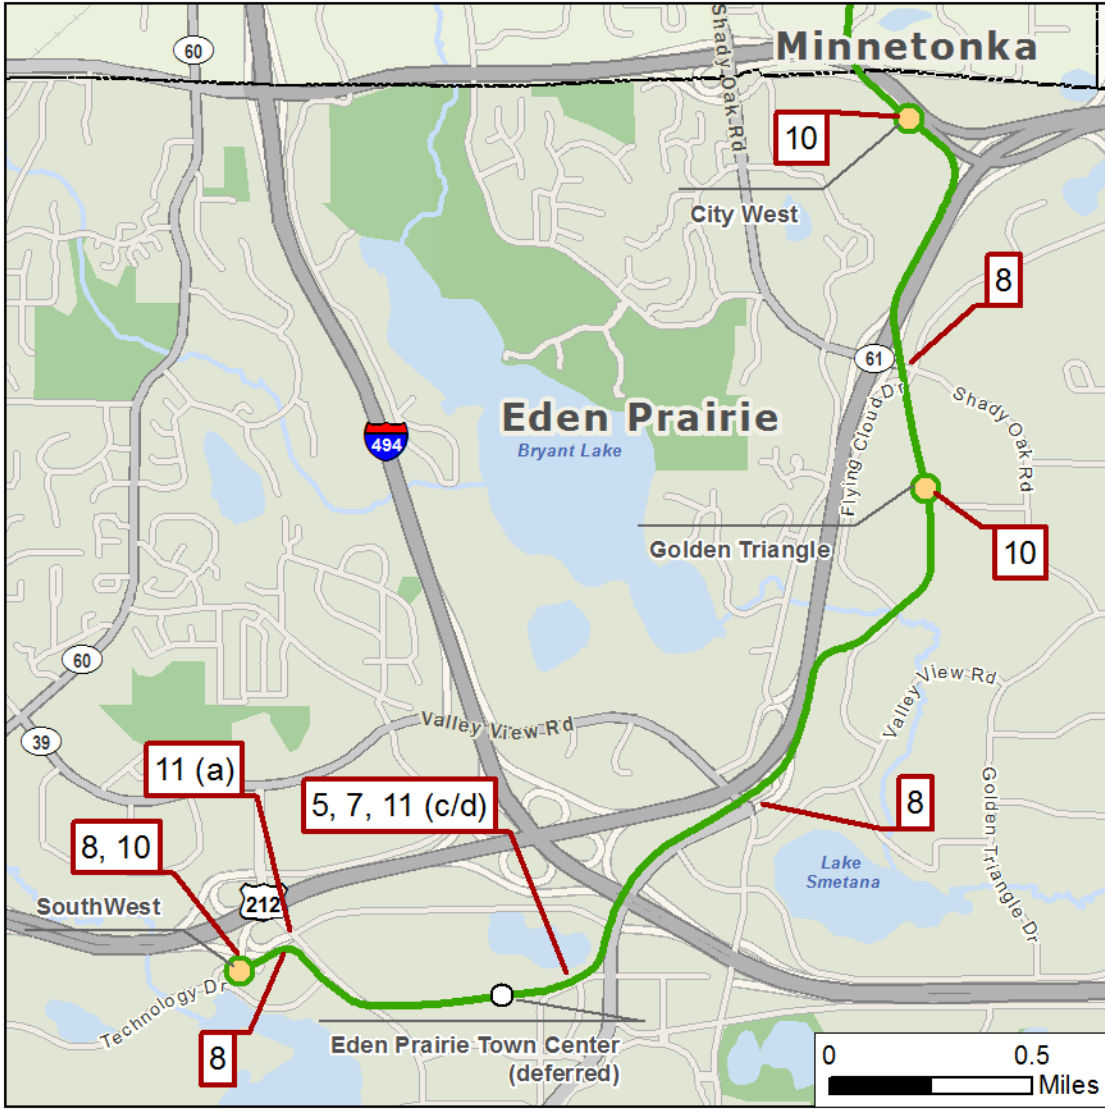 60
Shady Oak Rd
Minnetonka
10
City West
8
61
Flying Cloud Dr
Shady Oak Rd
Eden Prairie
Bryant Lake
494
Golden Triangle
10
60
39
Valley View Rd
Valley View Rd
Golden Triangle Dr
11 (a)
5, 7, 11 (c/d)
8
8, 10
Lake
Smetana
SouthWest
212
Technology Dr
8
Eden Prairie Town Center
(deferred)
0
0.5
Miles